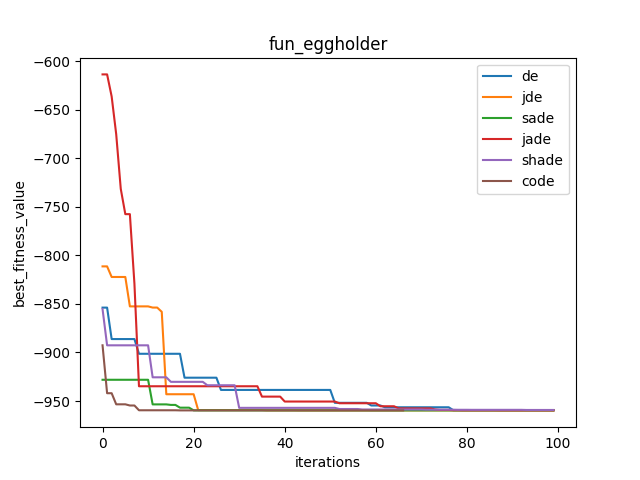 fun_eggholder
best_fitness_value
−600
−650
−700
−750
−800
−850
−900
−950
0
20
40
60
80
100
iterations
de
jde
sade
jade
shade
code